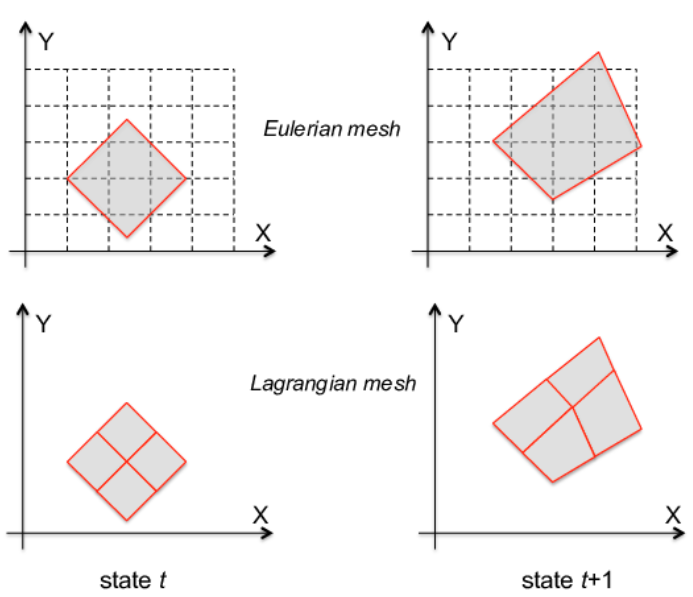 Y
Y
Eulerian mesh
X
X
Y
Y
Lagrangian mesh
X
X
state t
state t+1